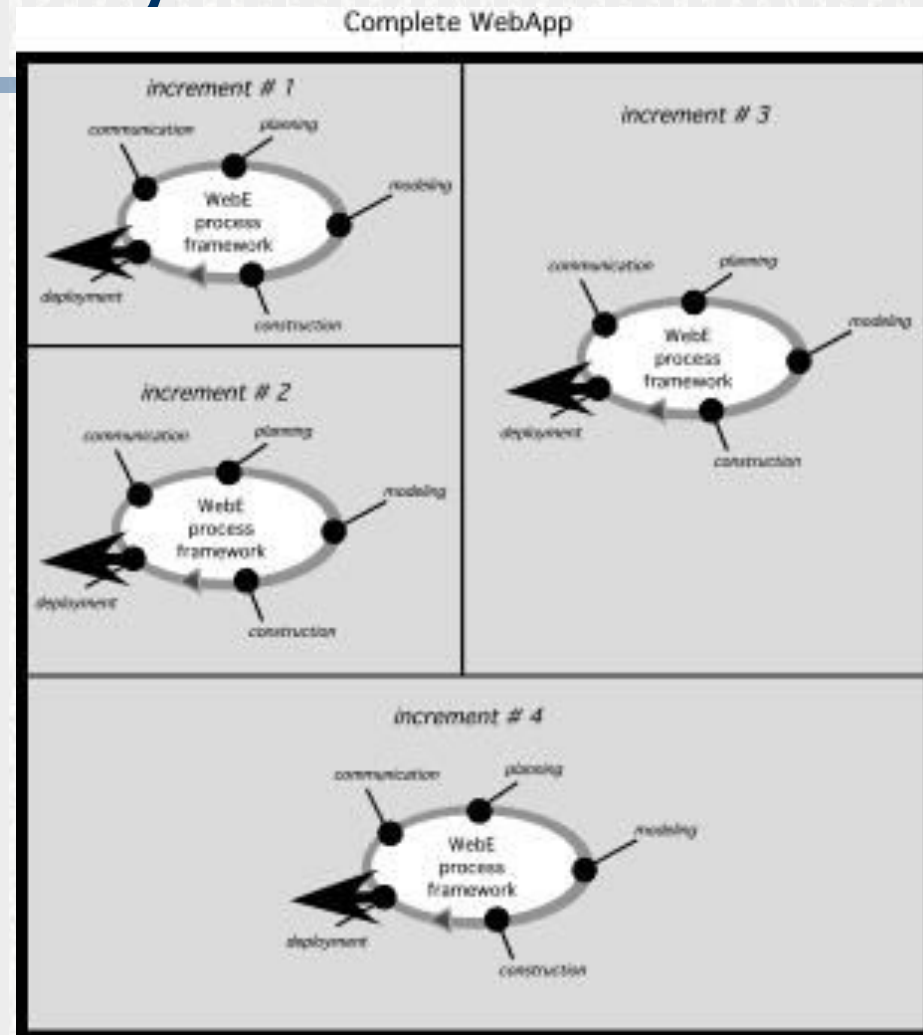 Complete WebApp
increment # 1
communication
planning
modeling
WebE
process
framework
deployment
construction
increment # 2
communication
planning
modeling
WebE
process
framework
deployment
construction
increment # 3
communication
planning
modeling
WebE
process
framework
deployment
construction
increment # 4
communication
planning
modeling
WebE
process
framework
deployment
construction